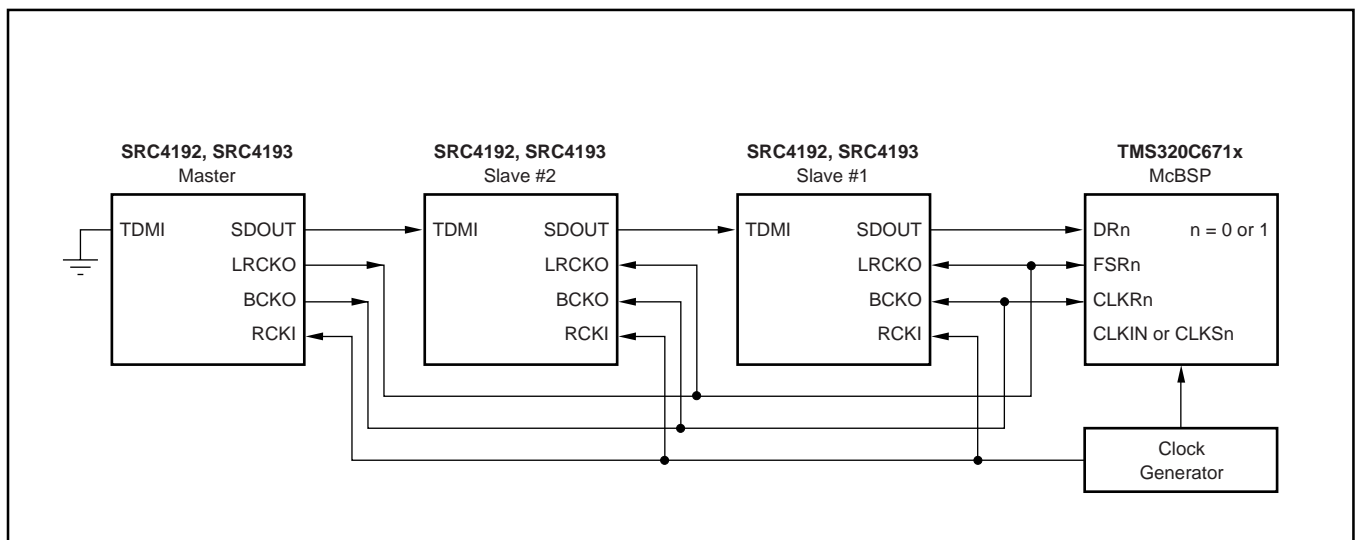 SRC4192, SRC4193
Master
TDMI
SDOUT
LRCKO
BCKO
RCKI
SRC4192, SRC4193
Slave #2
TDMI
SDOUT
LRCKO
BCKO
RCKI
SRC4192, SRC4193
Slave #1
TDMI
SDOUT
LRCKO
BCKO
RCKI
TMS320C671x
McBSP
DRn
n = 0 or 1
FSRn
CLKRn
CLKIN or CLKSn
Clock
Generator